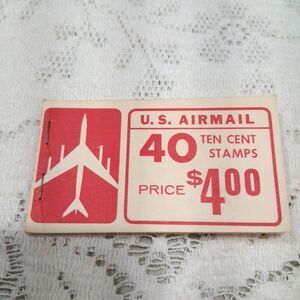 U.S. AIRMAIL
40 TEN CENT
STAMPS
PRICE $4.00